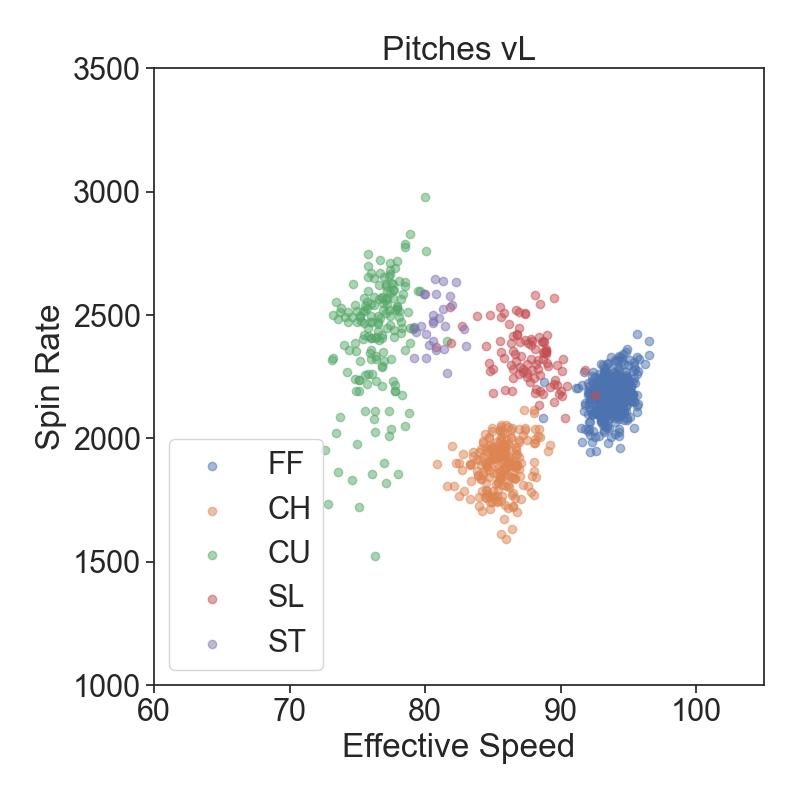 Pitches vL
3500
3000
2500
2000
1500
1000
Spin Rate
FF
CH
CU
SL
ST
60 70 80 90 100
Effective Speed